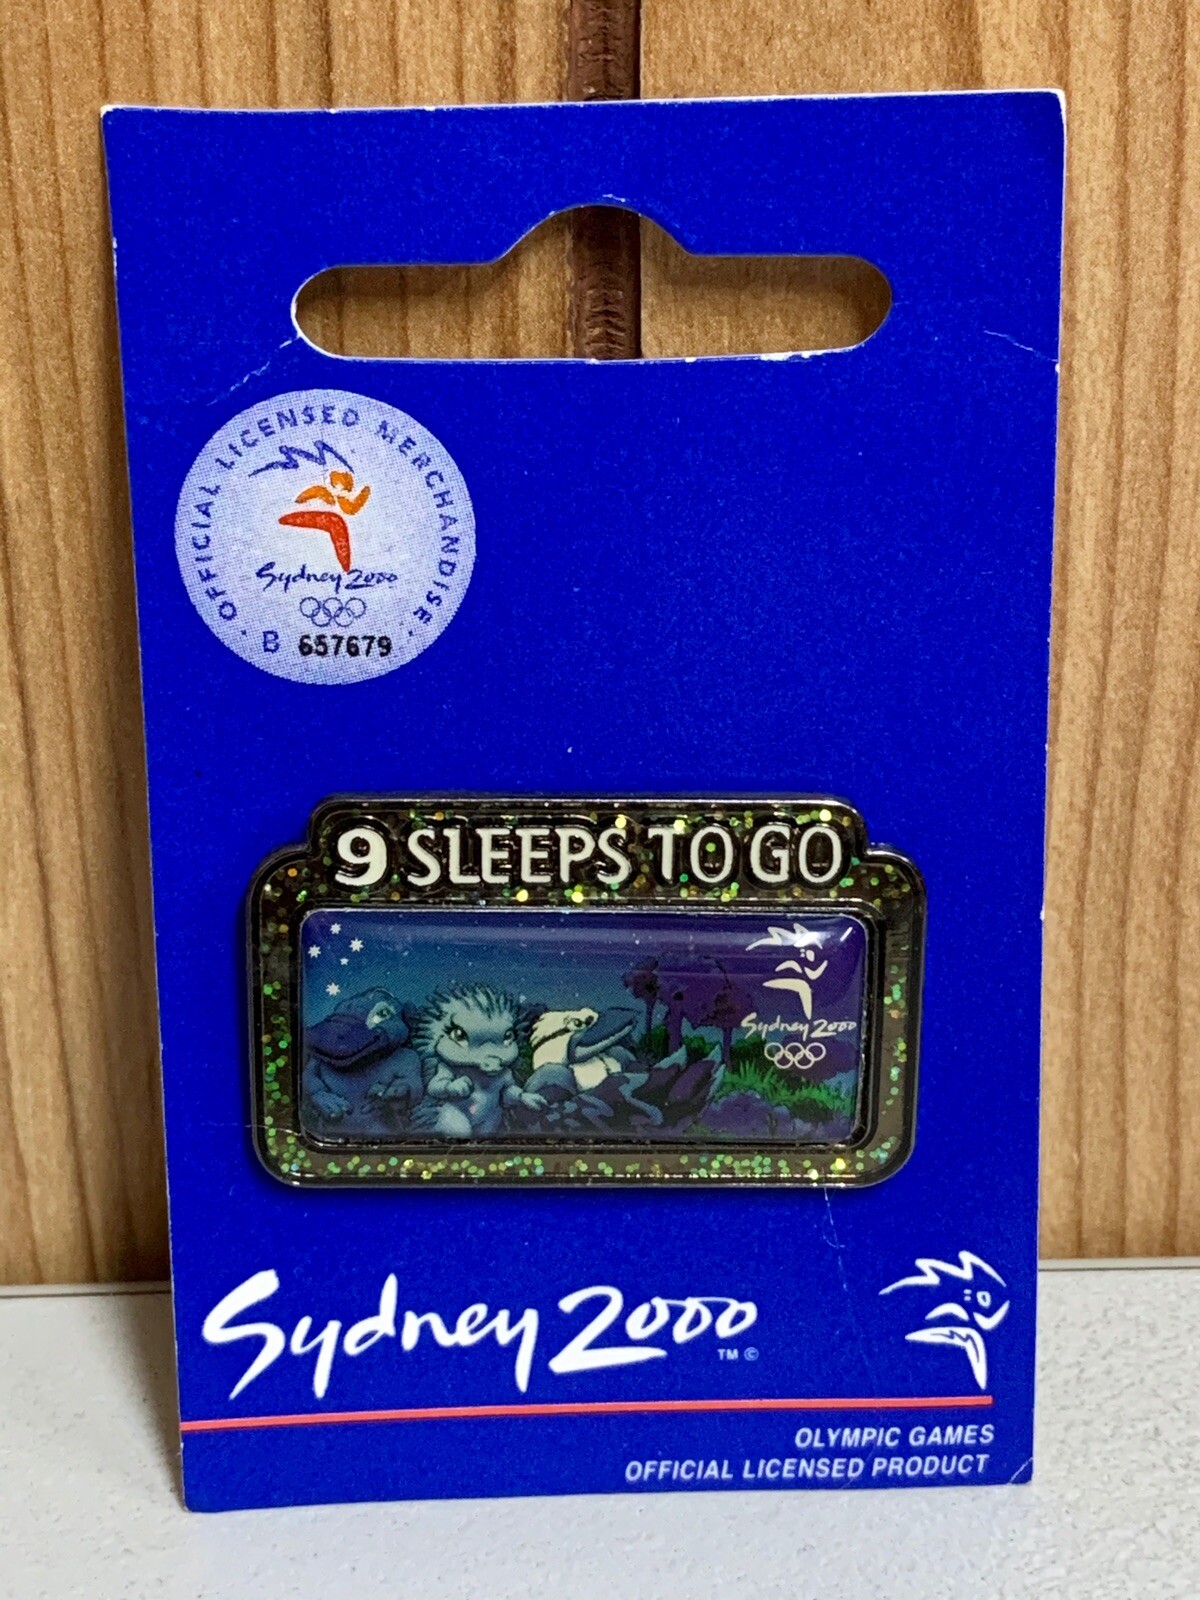 OFFICIAL LICENSED MERCHANDISE
Sydney 2000
B 657679
9 SLEEPS TO GO
Sydney 2000
Sydney 2000
TM ©
OLYMPIC GAMES
OFFICIAL LICENSED PRODUCT